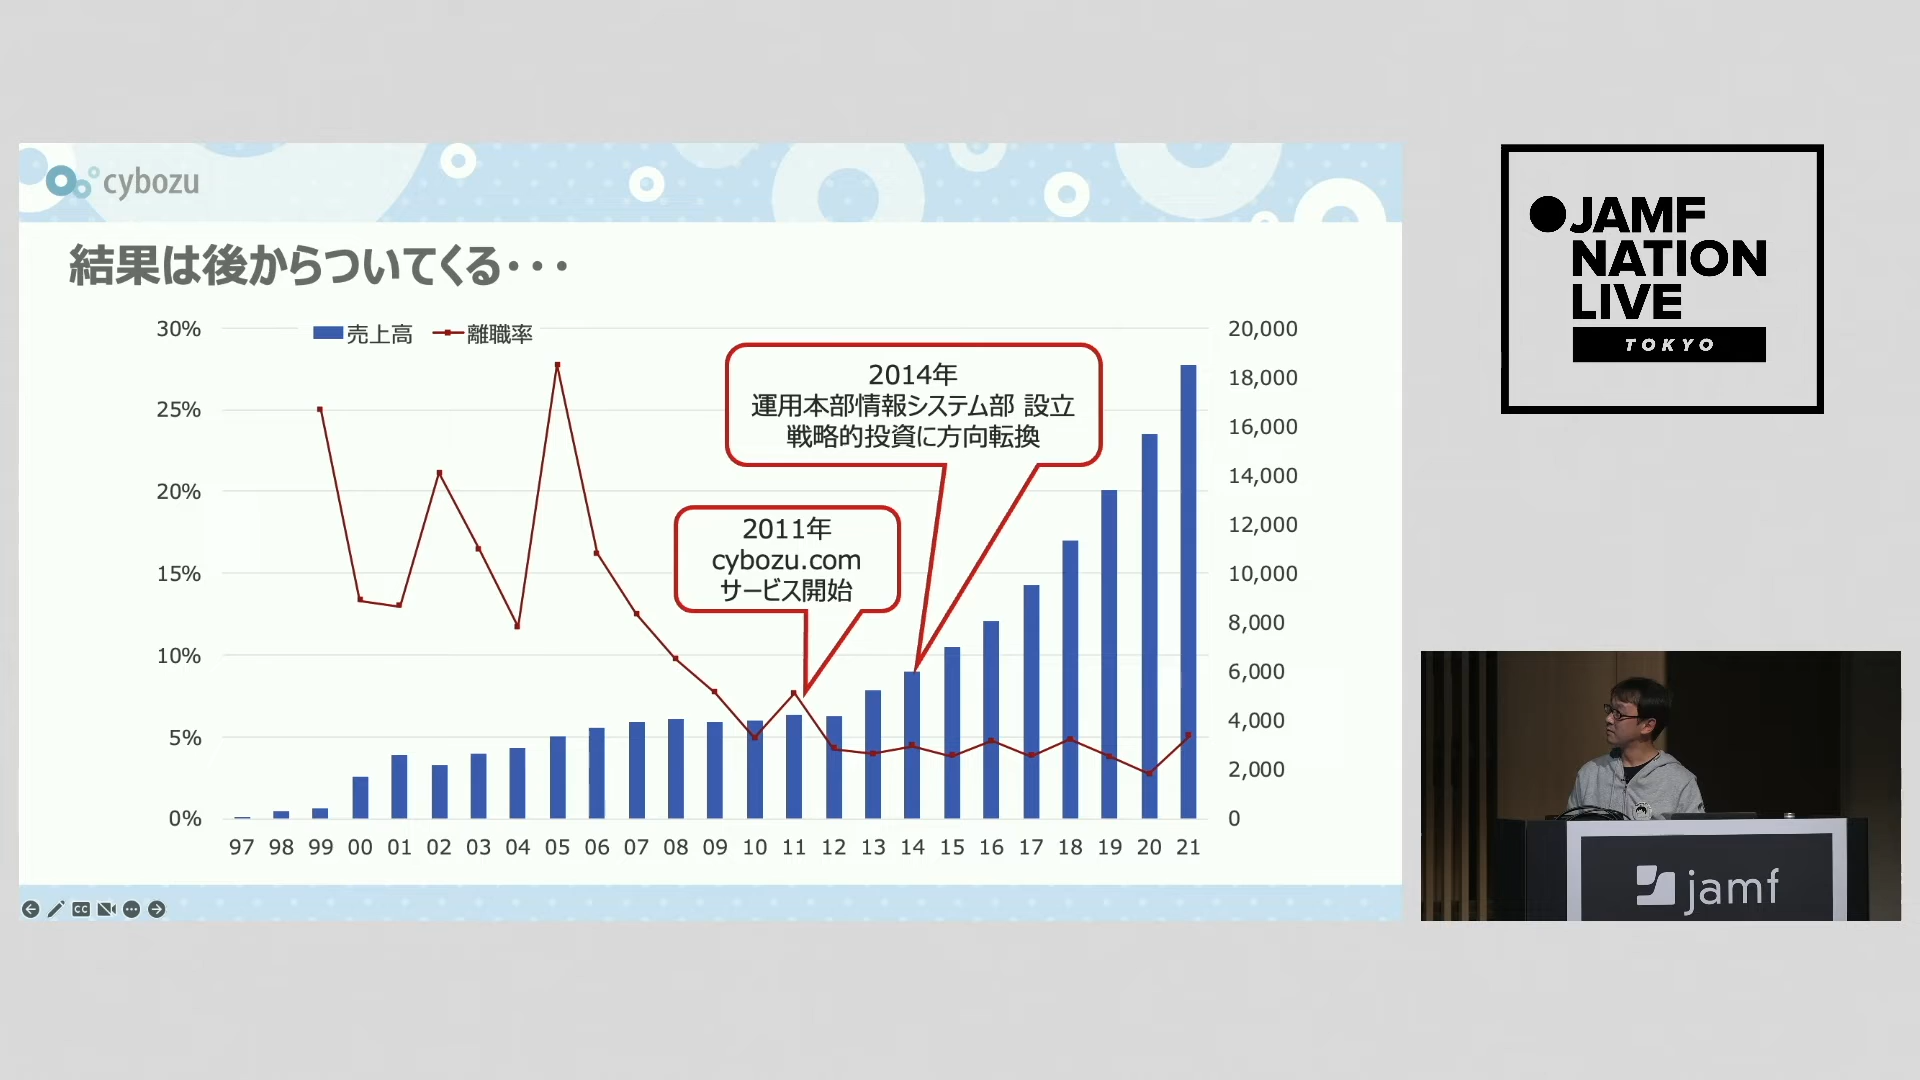 cybozu
結果は後からついてくる・・・
売上高 離職率
30%
25%
20%
15%
10%
5%
0%
20,000
18,000
16,000
14,000
12,000
10,000
8,000
6,000
4,000
2,000
0
2014年
運用本部情報システム部 設立
戦略的投資に方向転換
2011年
cybozu.com
サービス開始
97 98 99 00 01 02 03 04 05 06 07 08 09 10 11 12 13 14 15 16 17 18 19 20 21
CC
JAMF
NATION
LIVE
TOKYO
jamf